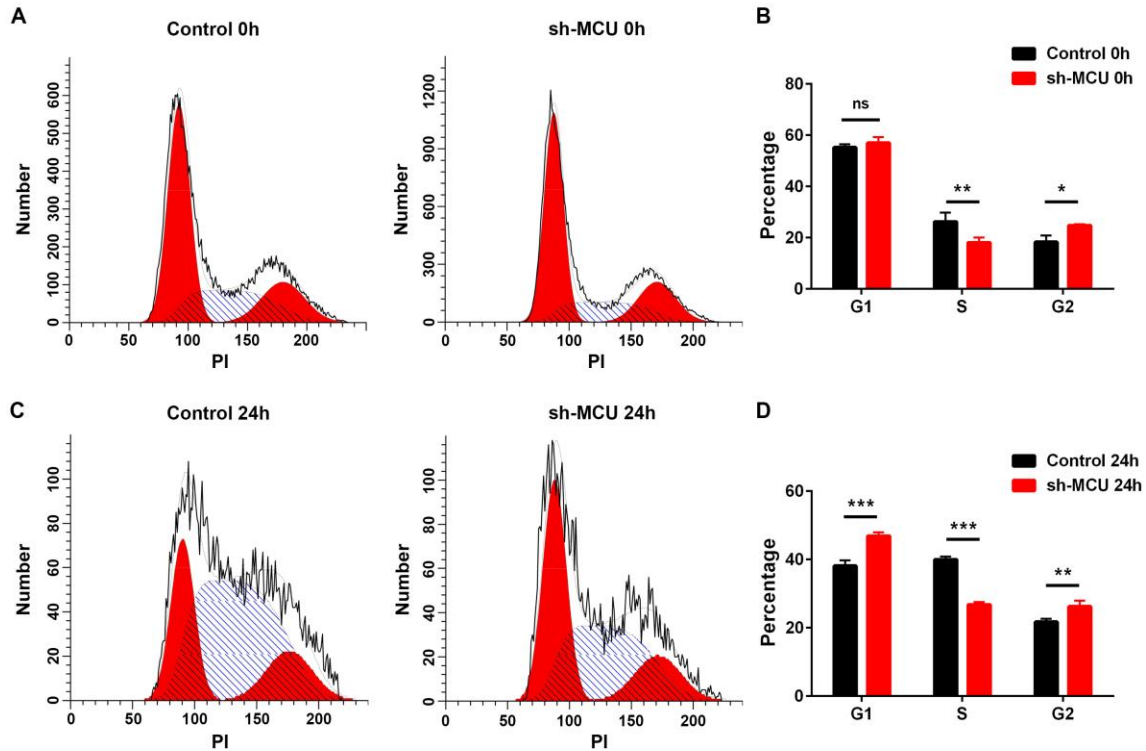 A
Control 0h
sh-MCU 0h
B
Control 0h
sh-MCU 0h
Number
600
500
400
300
200
100
0
0 50 100 150 200
PI
Number
1200
900
600
300
0
0 50 100 150 200
PI
Percentage
80
60
40
20
0
ns
**
*
G1 S G2
C
Control 24h
sh-MCU 24h
D
Control 24h
sh-MCU 24h
Number
100
80
60
40
20
0
0 50 100 150 200
PI
Number
100
80
60
40
20
0
0 50 100 150 200
PI
Percentage
60
40
20
0
***
***
**
G1 S G2